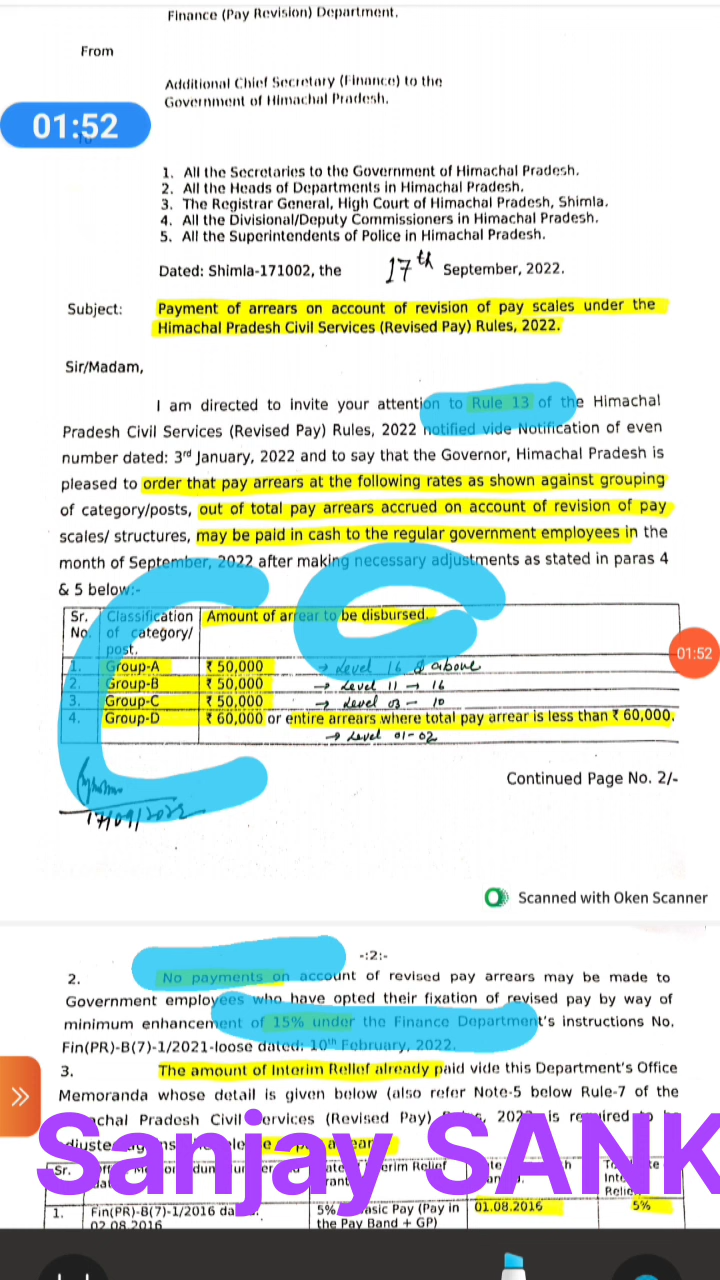 Finance (Pay Revision) Department.
From
Additional Chief Secretary (Finance) to the
Government of Himachal Pradesh.
01:52
1. All the Secretaries to the Government of Himachal Pradesh.
2. All the Heads of Departments in Himachal Pradesh.
3. The Registrar General, High Court of Himachal Pradesh, Shimla.
4. All the Divisional/Deputy Commissioners in Himachal Pradesh.
5. All the Superintendents of Police in Himachal Pradesh.
Dated: Shimla-171002, the 17th September, 2022.
Subject: Payment of arrears on account of revision of pay scales under the
Himachal Pradesh Civil Services (Revised Pay) Rules, 2022.
Sir/Madam,
I am directed to invite your attention to Rule 13 of the Himachal
Pradesh Civil Services (Revised Pay) Rules, 2022 notified vide Notification of even
number dated: 3rd January, 2022 and to say that the Governor, Himachal Pradesh is
pleased to order that pay arrears at the following rates as shown against grouping
of category/posts, out of total pay arrears accrued on account of revision of pay
scales/ structures, may be paid in cash to the regular government employees in the
month of September, 2022 after making necessary adjustments as stated in paras 4
& 5 below:-
Sr. No. Classification of category/ post. Amount of arrear to be disbursed.
1. Group-A ₹ 50,000 → Level 16 & above
2. Group-B ₹ 50,000 → Level 11 → 16
3. Group-C ₹ 50,000 → Level 03 - 10
4. Group-D ₹ 60,000 or entire arrears where total pay arrear is less than ₹ 60,000.
→ Level 01-02
01:52
17/09/2022
Continued Page No. 2/-
Scanned with Oken Scanner
-:2:-
2. No payments on account of revised pay arrears may be made to
Government employees who have opted their fixation of revised pay by way of
minimum enhancement of 15% under the Finance Department's instructions No.
Fin(PR)-B(7)-1/2021-loose dated: 10th February, 2022.
3. The amount of Interim Relief already paid vide this Department's Office
Memoranda whose detail is given below (also refer Note-5 below Rule-7 of the
Pradesh Civil Services (Revised Pay)
Sanjay SANK
Sr.
1. Fin(PR)-B(7)-1/2016 5% Basic Pay (Pay in 01.08.2016 5%
02.08.2016 the Pay Band + GP)